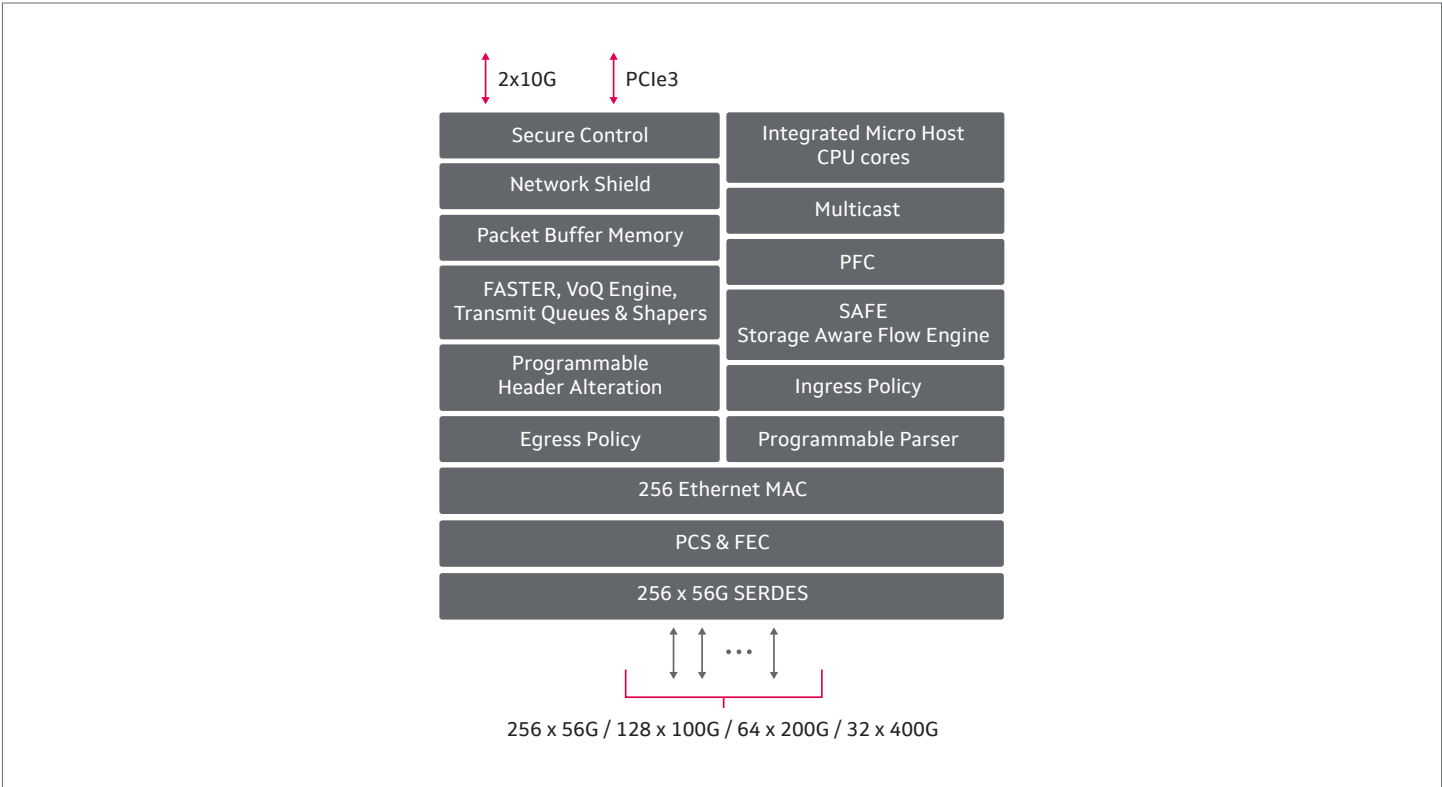 2x10G
PCIe3
Secure Control
Network Shield
Packet Buffer Memory
FASTER, VoQ Engine,
Transmit Queues & Shapers
Programmable
Header Alteration
Egress Policy
Integrated Micro Host
CPU cores
Multicast
PFC
SAFE
Storage Aware Flow Engine
Ingress Policy
Programmable Parser
256 Ethernet MAC
PCS & FEC
256 x 56G SERDES
...
256 x 56G / 128 x 100G / 64 x 200G / 32 x 400G